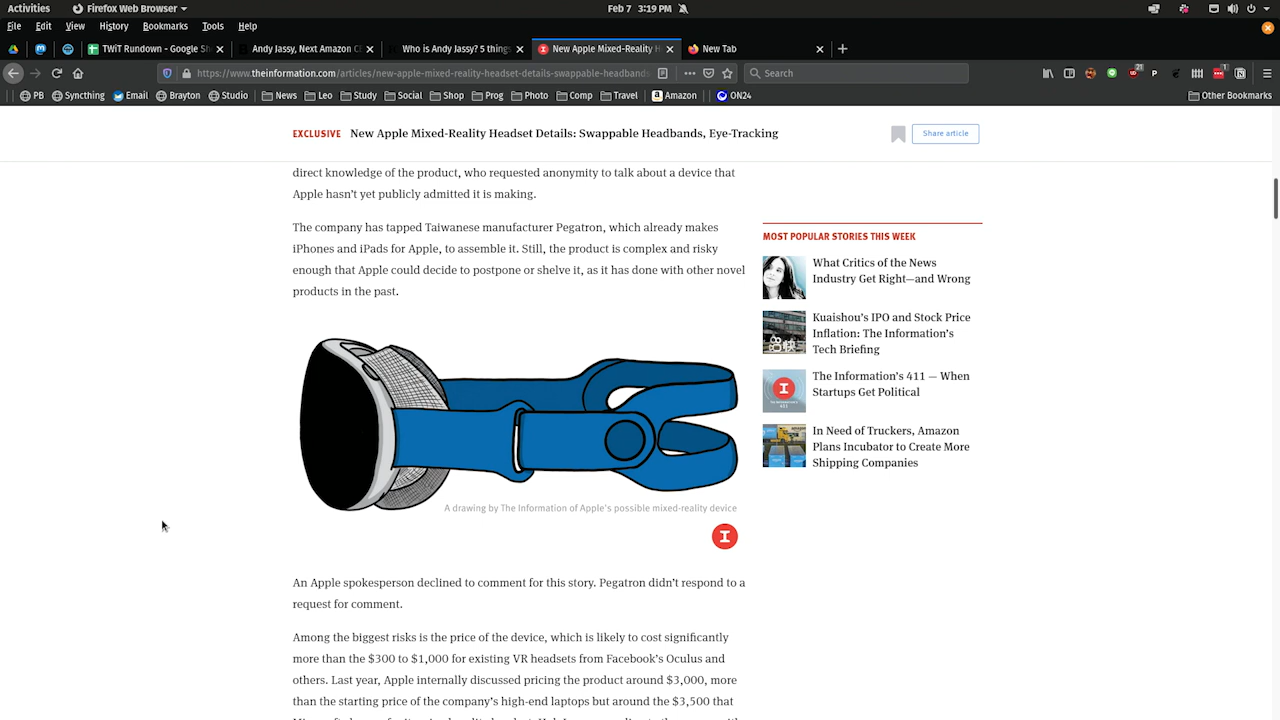 Activities
Firefox Web Browser
Feb 7 3:19 PM
File Edit View History Bookmarks Tools Help
TWiT Rundown - Google Sh
Andy Jassy, Next Amazon CE
Who is Andy Jassy? 5 things
New Apple Mixed-Reality H
New Tab
https://www.theinformation.com/articles/new-apple-mixed-reality-headset-details-swappable-headbands
Search
21
1
PB Syncthing Email Brayton Studio News Leo Study Social Shop Prog Photo Comp Travel Amazon ON24 Other Bookmarks
EXCLUSIVE New Apple Mixed-Reality Headset Details: Swappable Headbands, Eye-Tracking
Share article
direct knowledge of the product, who requested anonymity to talk about a device that
Apple hasn't yet publicly admitted it is making.
The company has tapped Taiwanese manufacturer Pegatron, which already makes
iPhones and iPads for Apple, to assemble it. Still, the product is complex and risky
enough that Apple could decide to postpone or shelve it, as it has done with other novel
products in the past.
A drawing by The Information of Apple's possible mixed-reality device
An Apple spokesperson declined to comment for this story. Pegatron didn't respond to a
request for comment.
Among the biggest risks is the price of the device, which is likely to cost significantly
more than the $300 to $1,000 for existing VR headsets from Facebook's Oculus and
others. Last year, Apple internally discussed pricing the product around $3,000, more
than the starting price of the company's high-end laptops but around the $3,500 that
MOST POPULAR STORIES THIS WEEK
What Critics of the News
Industry Get Right—and Wrong
Kuaishou's IPO and Stock Price
Inflation: The Information's
Tech Briefing
The Information's 411 — When
Startups Get Political
In Need of Truckers, Amazon
Plans Incubator to Create More
Shipping Companies